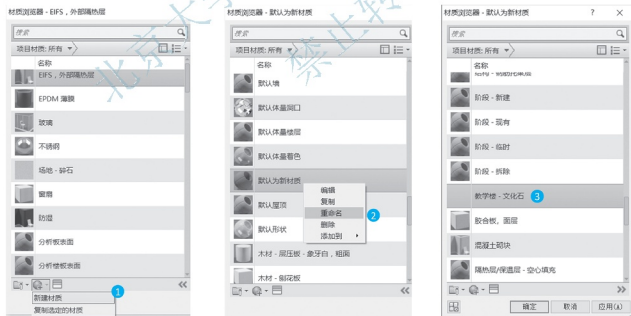 材质浏览器 - EIFS，外部隔热层
搜索
项目材质: 所有
名称
EIFS，外部隔热层
EPDM 薄膜
玻璃
不锈钢
场地 - 碎石
窗扇
防湿
分析板表面
分析楼板表面
1
新建材质
复制选定的材质
材质浏览器 - 默认为新材质
搜索
项目材质: 所有
名称
默认墙
默认体量洞口
默认体量楼层
默认体量着色
默认为新材质
编辑
复制
重命名
2
删除
添加到
默认屋顶
默认形状
木材 - 层压板 - 象牙白，粗面
木材 - 刨花板
材质浏览器 - 默认为新材质
? ×
搜索
项目材质: 所有
名称
阶段 - 新建
阶段 - 现有
阶段 - 临时
阶段 - 拆除
教学楼 - 文化石 3
胶合板，面层
混凝土砌块
隔热层/保温层 - 空心填充
确定 取消 应用(A)
北京大
禁止转